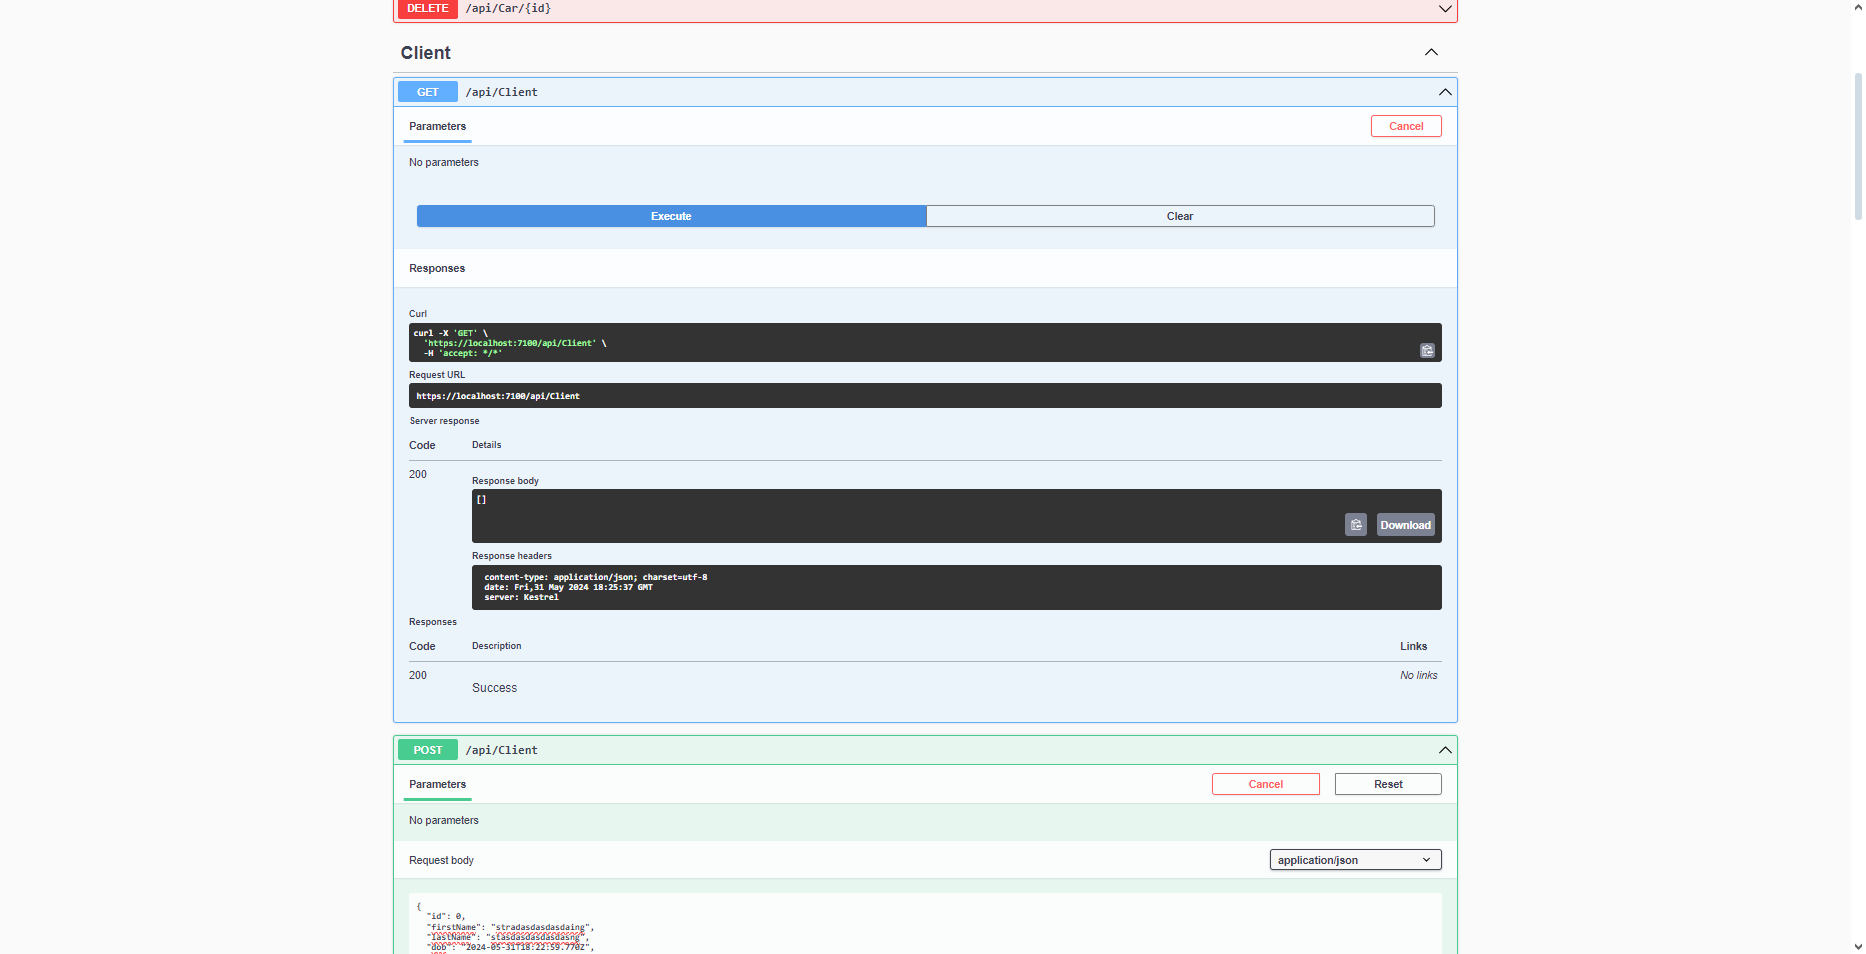 DELETE /api/Car/{id}
Client
GET /api/Client
Parameters Cancel
No parameters
Execute Clear
Responses
Curl
curl -X 'GET' \
'https://localhost:7100/api/Client' \
-H 'accept: */*'
Request URL
https://localhost:7100/api/Client
Server response
Code Details
200
Response body
[]
Download
Response headers
content-type: application/json; charset=utf-8
date: Fri,31 May 2024 18:25:37 GMT
server: Kestrel
Responses
Code Description Links
200 No links
Success
POST /api/Client
Parameters Cancel Reset
No parameters
Request body application/json
{
"id": 0,
"firstName": "stradasdasdasdaing",
"lastName": "stasdasdasdasdasng",
"dob": "2024-05-31T18:22:59.770Z",